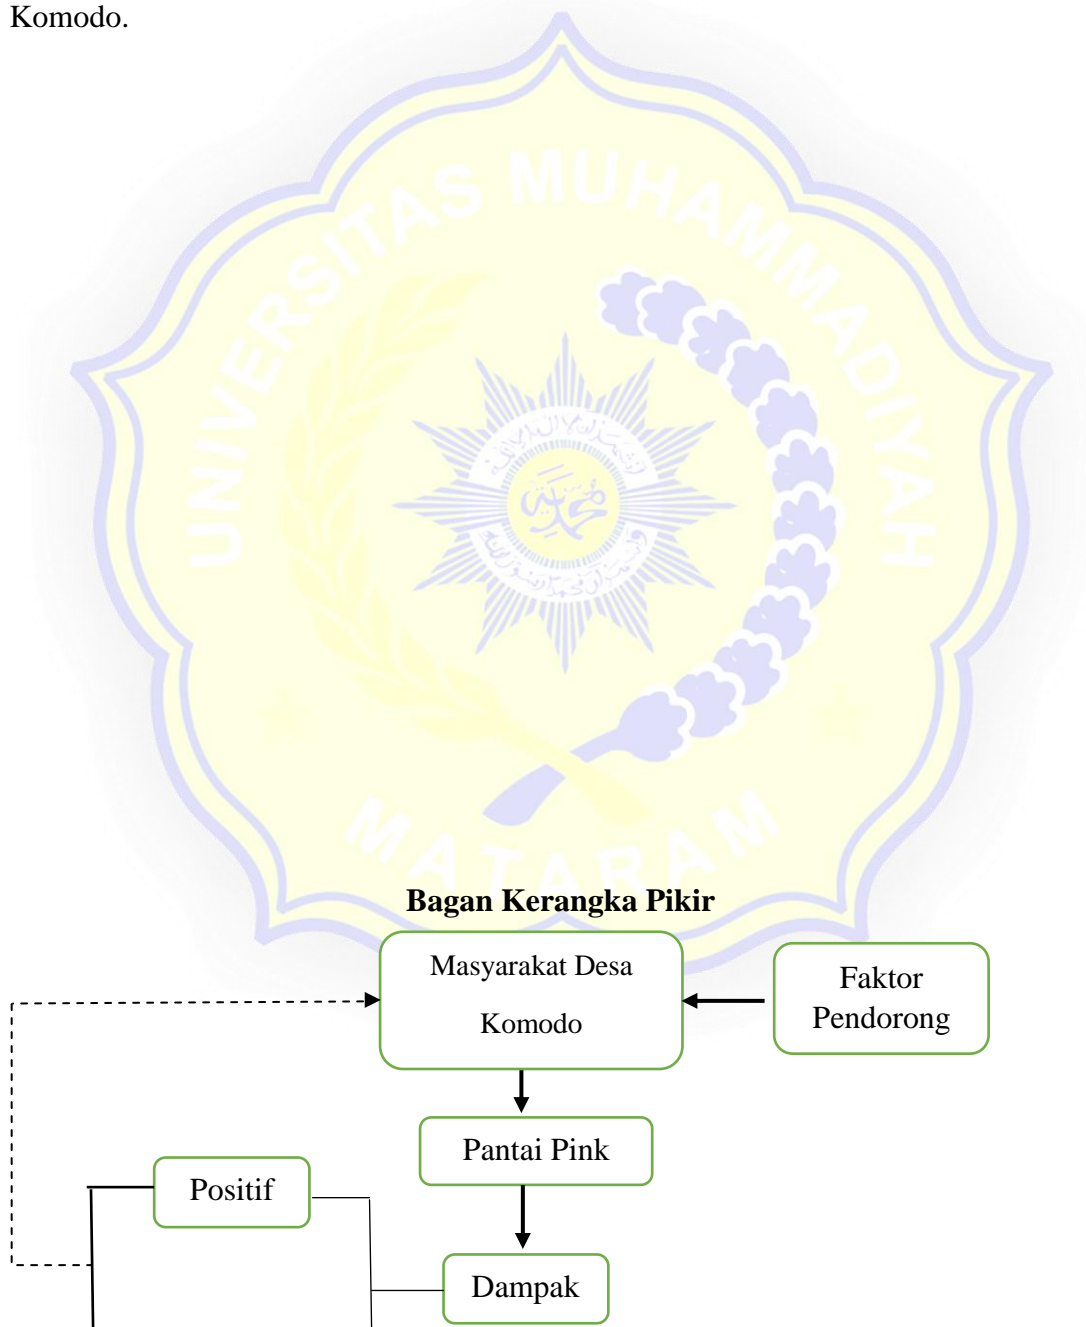 Komodo.
UNIVERSITAS MUHAMMADIYAH
MATARAM
Bagan Kerangka Pikir
Masyarakat Desa
Komodo
Faktor
Pendorong
Pantai Pink
Positif
Dampak